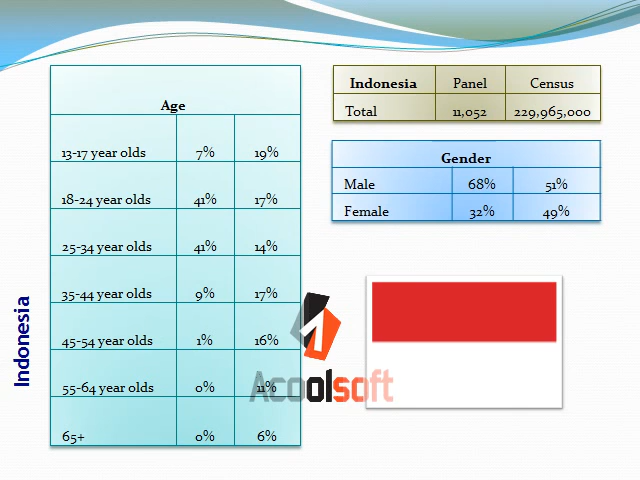 Age
13-17 year olds 7% 19%
18-24 year olds 41% 17%
25-34 year olds 41% 14%
35-44 year olds 9% 17%
45-54 year olds 1% 16%
55-64 year olds 0% 11%
65+ 0% 6%
Indonesia Panel Census
Total 11,052 229,965,000
Gender
Male 68% 51%
Female 32% 49%
Indonesia
Acoolsoft